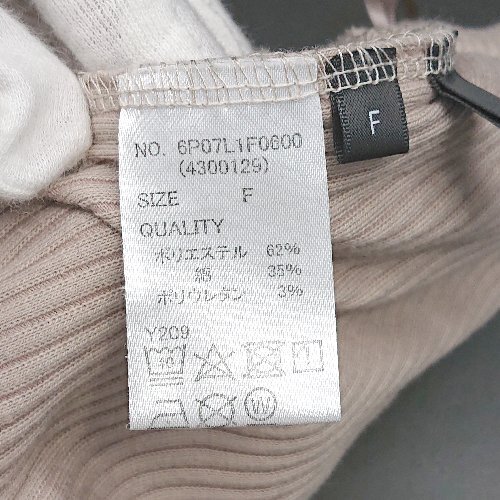 NO. 6P07L1F0600
(4300129)
SIZE F
QUALITY
ポリエステル 62%
綿 35%
ポリウレタン 3%
Y209
F